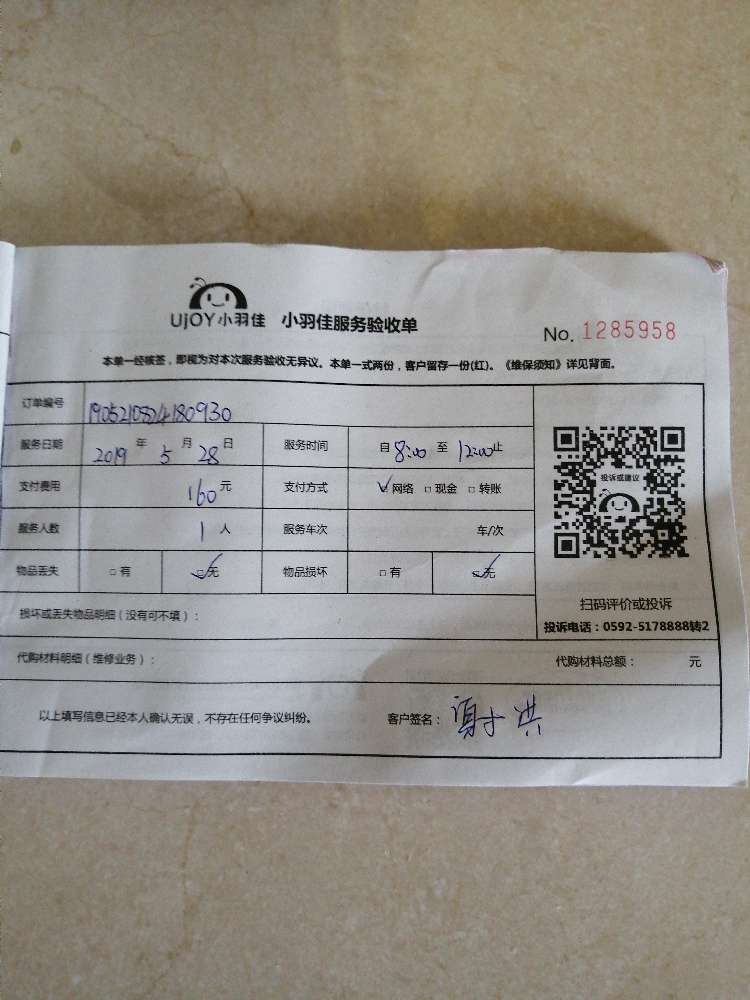 UjOY小羽佳 小羽佳服务验收单 No. 1285958
本单一经核签，即视为对本次服务验收无异议。本单一式两份，客户留存一份(红)。《维保须知》详见背面。
订单编号
服务日期 2019 年 5 月 28 日 服务时间 自 8:00 至 12:00 止
支付费用 160 元 支付方式 ☑网络 □现金 □转账
服务人数 1 人 服务车次 车/次
物品丢失 □有 ☑无 物品损坏 □有 ☑无
投诉或建议
扫码评价或投诉
投诉电话：0592-5178888转2
损坏或丢失物品明细（没有可不填）：
代购材料明细（维修业务）： 代购材料总额： 元
以上填写信息已经本人确认无误，不存在任何争议纠纷。 客户签名：谢洪